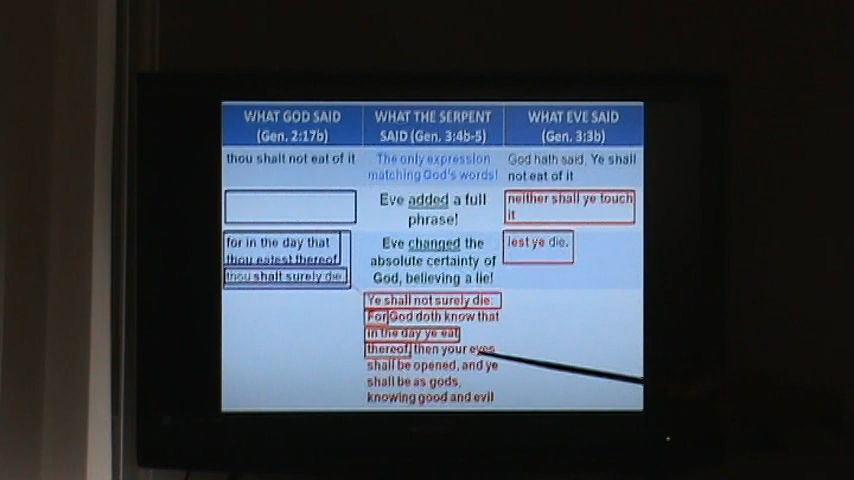 WHAT GOD SAID
(Gen. 2:17b)
WHAT THE SERPENT
SAID (Gen. 3:4b-5)
WHAT EVE SAID
(Gen. 3:3b)
thou shalt not eat of it
The only expression
matching God's words!
God hath said, Ye shall
not eat of it
Eve added a full
phrase!
neither shall ye touch
it
for in the day that
thou eatest thereof
thou shalt surely die.
Eve changed the
absolute certainty of
God, believing a lie!
lest ye die.
Ye shall not surely die:
For God doth know that
in the day ye eat
thereof, then your eyes
shall be opened, and ye
shall be as gods,
knowing good and evil